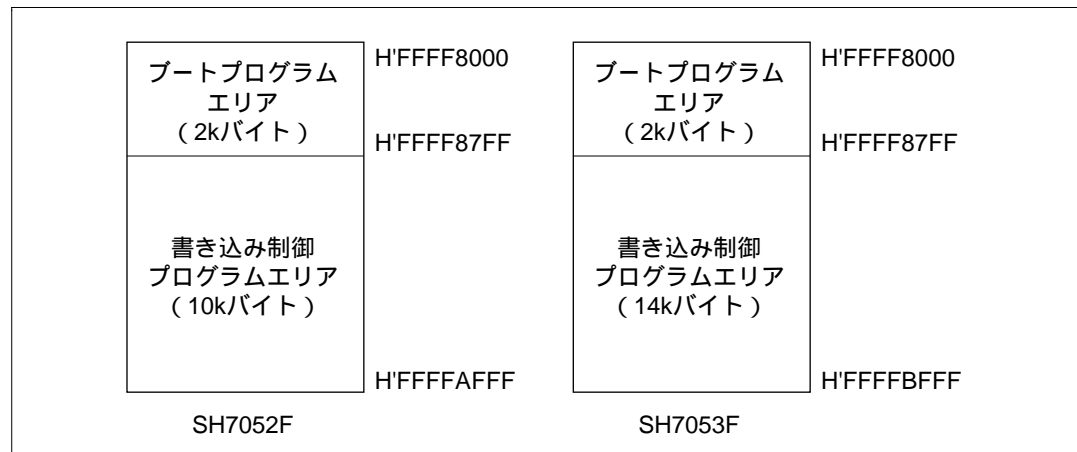 ブートプログラム
エリア
（2kバイト）
H'FFFF8000
H'FFFF87FF
書き込み制御
プログラムエリア
（10kバイト）
H'FFFFAFFF
SH7052F
ブートプログラム
エリア
（2kバイト）
H'FFFF8000
H'FFFF87FF
書き込み制御
プログラムエリア
（14kバイト）
H'FFFFBFFF
SH7053F